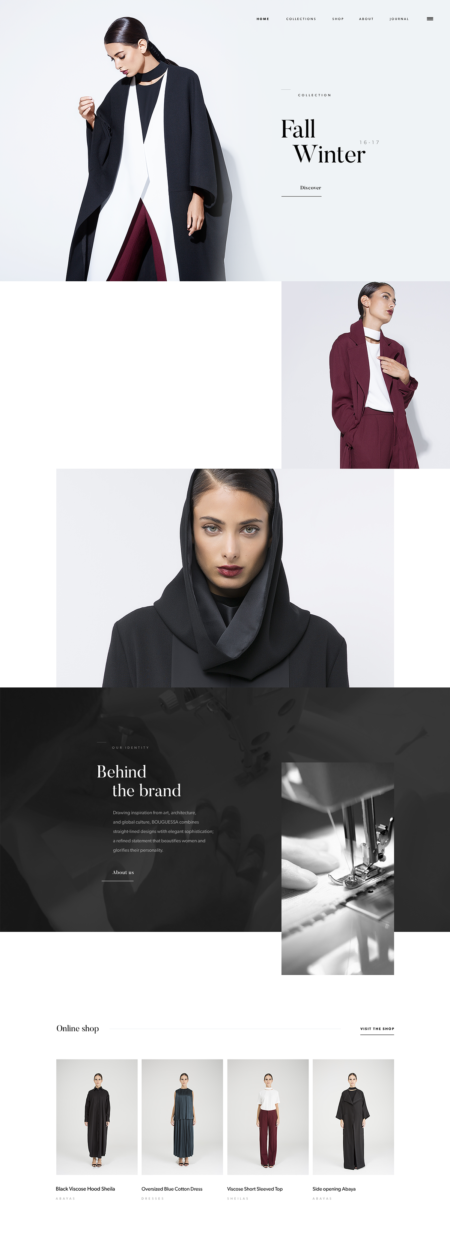 HOME COLLECTIONS SHOP ABOUT JOURNAL
COLLECTION
Fall
16-17
Winter
Discover
OUR IDENTITY
Behind
the brand
Drawing inspiration from art, architecture
and global culture, BOUGUESSA combines
straight-lined designs with elegant sophistication;
a refined statement that beautifies women and
glorifies their personality.
About us
Online shop
VISIT THE SHOP
Black Viscose Hood Sheila
Oversized Blue Cotton Dress
Viscose Short Sleeved Top
Side opening Abaya